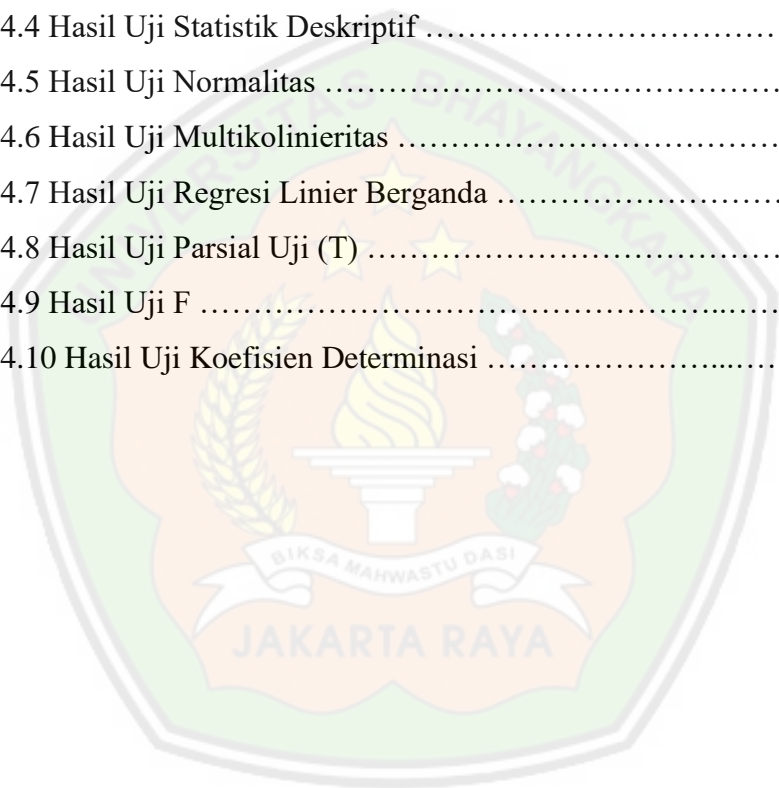 4.4 Hasil Uji Statistik Deskriptif ……………………………
4.5 Hasil Uji Normalitas ………………………………………
4.6 Hasil Uji Multikolinieritas ………………………………
4.7 Hasil Uji Regresi Linier Berganda ………………………
4.8 Hasil Uji Parsial Uji (T) …………………………………
4.9 Hasil Uji F ……………………………………………..……
4.10 Hasil Uji Koefisien Determinasi …………………...……
UNIVERSITAS BHAYANGKARA
BIKSA MAHWASTU DASI
JAKARTA RAYA